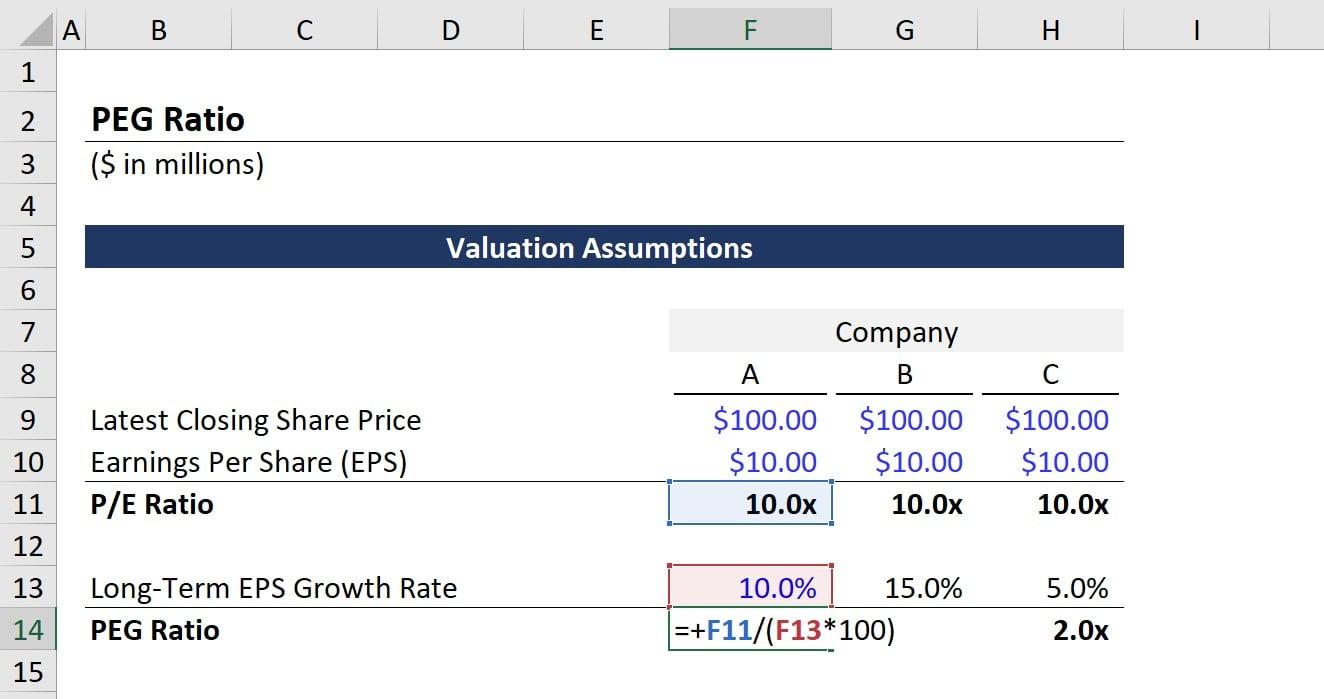 A B C D E F G H I
1
2 PEG Ratio
3 ($ in millions)
4
5 Valuation Assumptions
6
7 Company
8 A B C
9 Latest Closing Share Price $100.00 $100.00 $100.00
10 Earnings Per Share (EPS) $10.00 $10.00 $10.00
11 P/E Ratio 10.0x 10.0x 10.0x
12
13 Long-Term EPS Growth Rate 10.0% 15.0% 5.0%
14 PEG Ratio =+F11/(F13*100) 2.0x
15